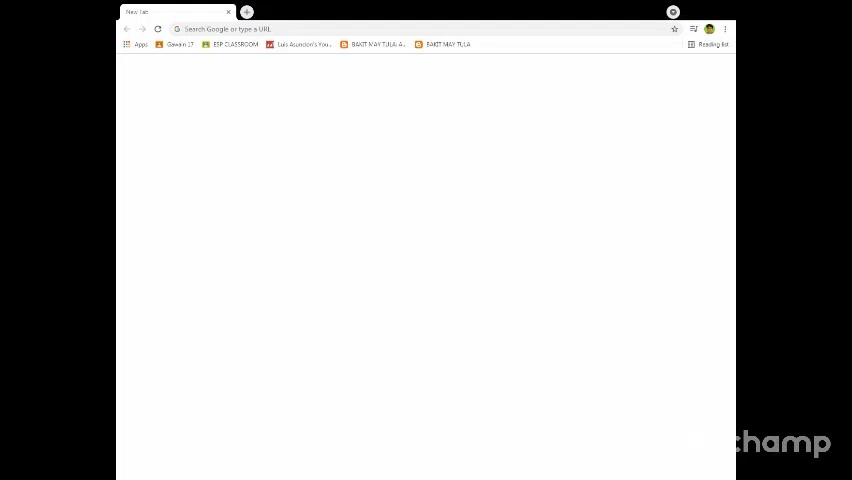 New Tab
Search Google or type a URL
Apps Gawain 17 ESP CLASSROOM Luis Asuncion's You... BAKIT MAY TULA: A... BAKIT MAY TULA Reading list
champ